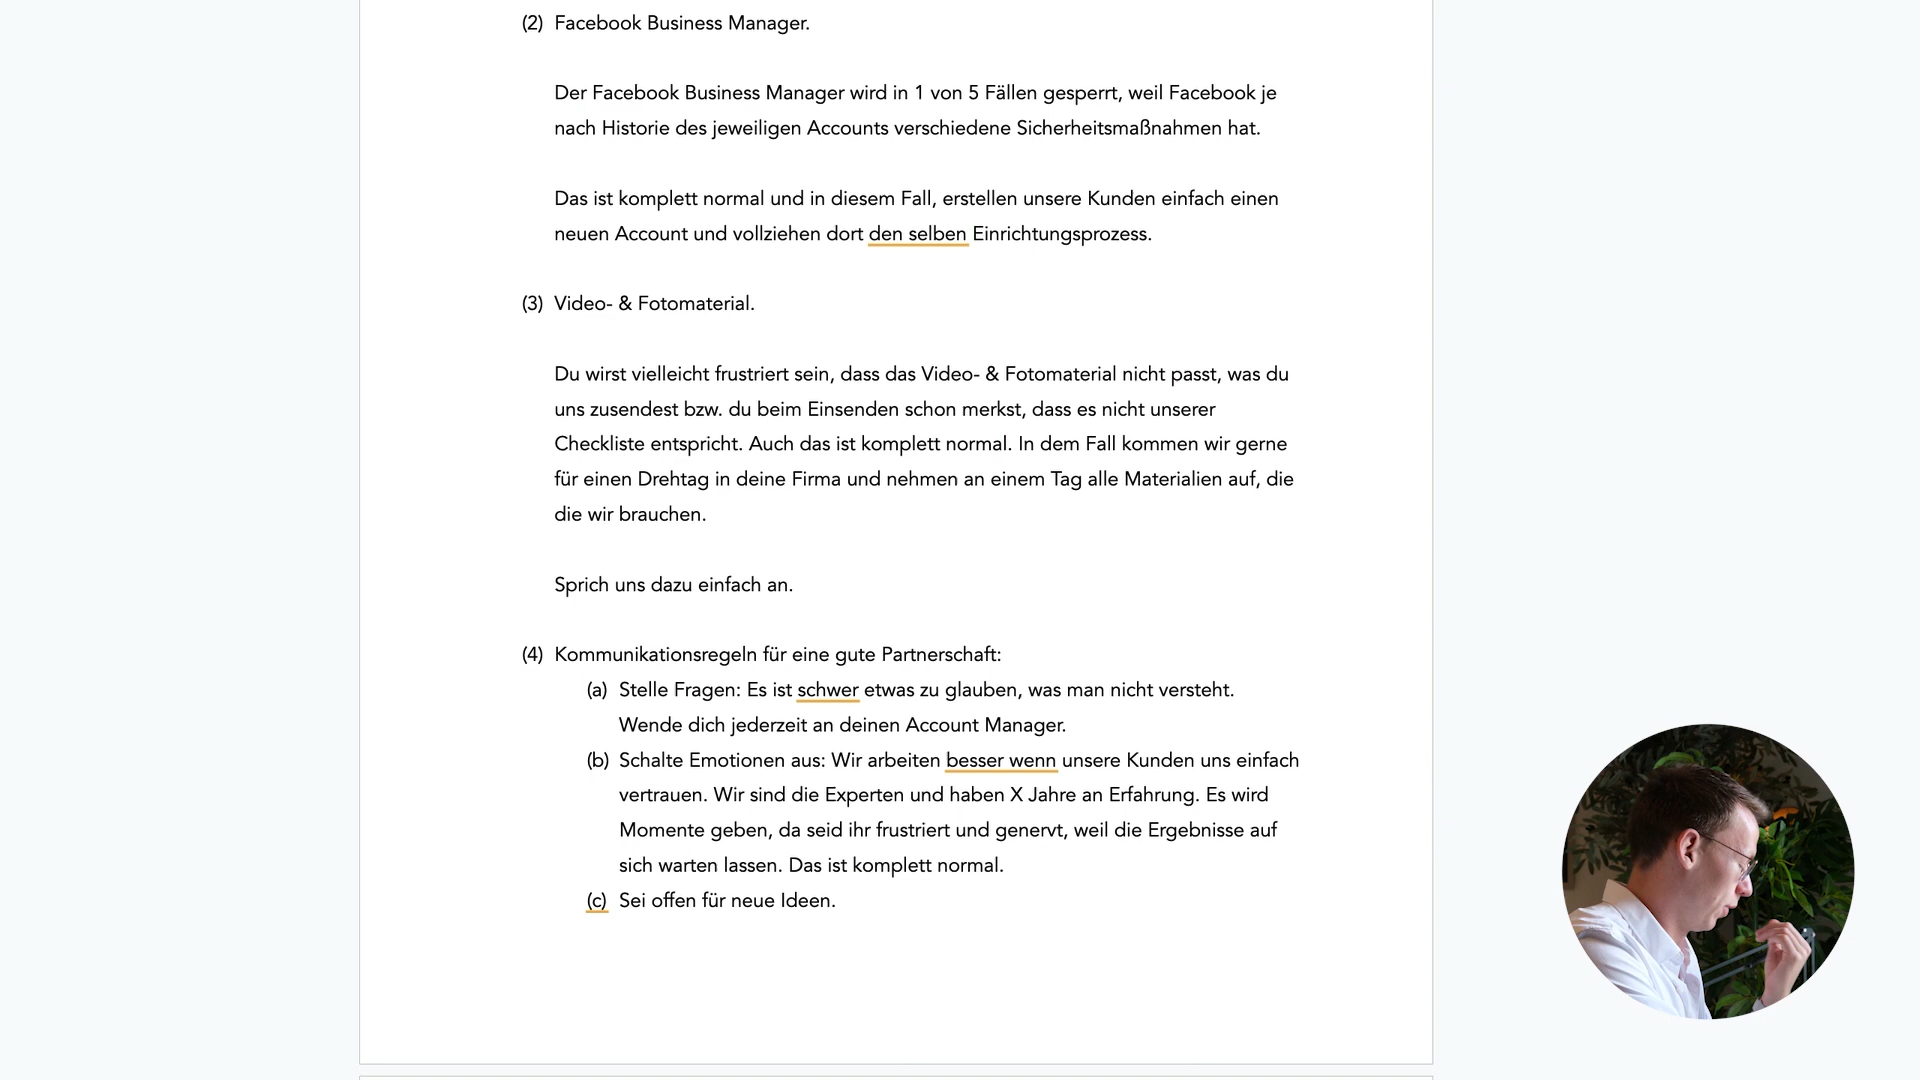 (2) Facebook Business Manager.
Der Facebook Business Manager wird in 1 von 5 Fällen gesperrt, weil Facebook je
nach Historie des jeweiligen Accounts verschiedene Sicherheitsmaßnahmen hat.
Das ist komplett normal und in diesem Fall, erstellen unsere Kunden einfach einen
neuen Account und vollziehen dort den selben Einrichtungsprozess.
(3) Video- & Fotomaterial.
Du wirst vielleicht frustriert sein, dass das Video- & Fotomaterial nicht passt, was du
uns zusendest bzw. du beim Einsenden schon merkst, dass es nicht unserer
Checkliste entspricht. Auch das ist komplett normal. In dem Fall kommen wir gerne
für einen Drehtag in deine Firma und nehmen an einem Tag alle Materialien auf, die
die wir brauchen.
Sprich uns dazu einfach an.
(4) Kommunikationsregeln für eine gute Partnerschaft:
(a) Stelle Fragen: Es ist schwer etwas zu glauben, was man nicht versteht.
Wende dich jederzeit an deinen Account Manager.
(b) Schalte Emotionen aus: Wir arbeiten besser wenn unsere Kunden uns einfach
vertrauen. Wir sind die Experten und haben X Jahre an Erfahrung. Es wird
Momente geben, da seid ihr frustriert und genervt, weil die Ergebnisse auf
sich warten lassen. Das ist komplett normal.
(c) Sei offen für neue Ideen.